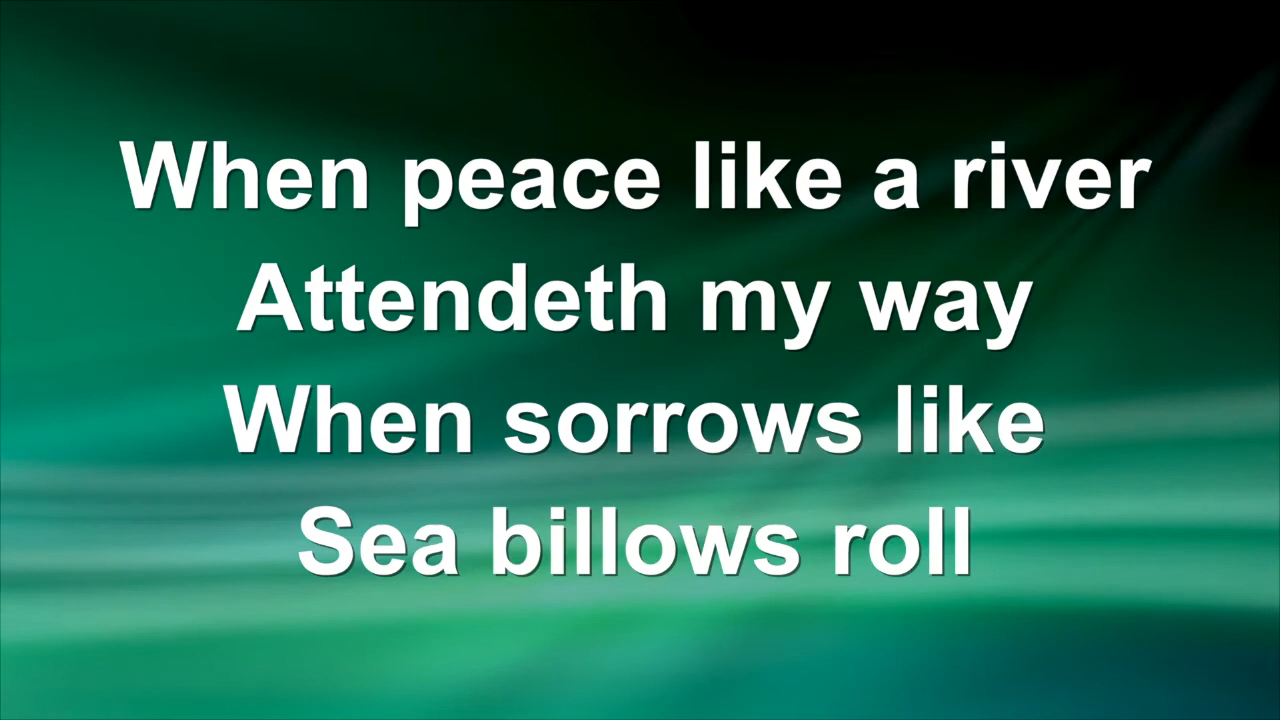 When peace like a river
Attendeth my way
When sorrows like
Sea billows roll